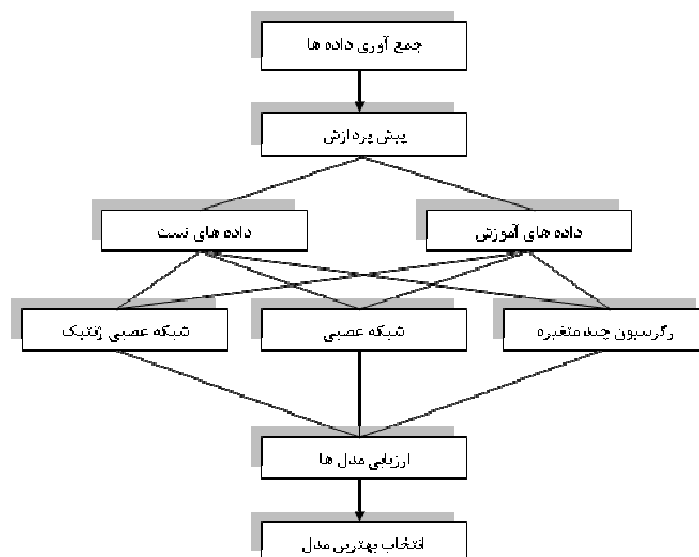 جمع آوری داده ها
پیش پردازش
داده های آموزش
داده های تست
رگرسیون چند متغیره
شبکه عصبی
شبکه عصبی ژنتیک
ارزیابی مدل ها
انتخاب بهترین مدل